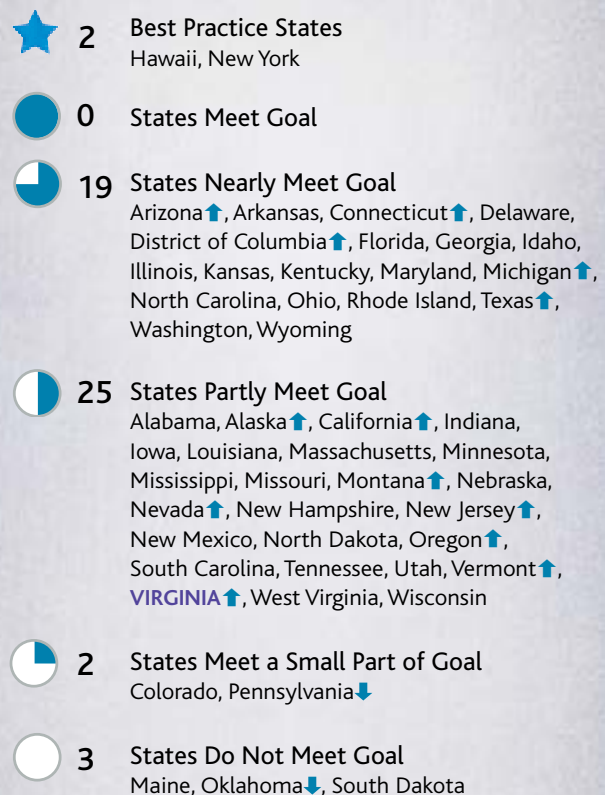 2 Best Practice States
Hawaii, New York
0 States Meet Goal
19 States Nearly Meet Goal
Arizona⬆, Arkansas, Connecticut⬆, Delaware,
District of Columbia⬆, Florida, Georgia, Idaho,
Illinois, Kansas, Kentucky, Maryland, Michigan⬆,
North Carolina, Ohio, Rhode Island, Texas⬆,
Washington, Wyoming
25 States Partly Meet Goal
Alabama, Alaska⬆, California⬆, Indiana,
Iowa, Louisiana, Massachusetts, Minnesota,
Mississippi, Missouri, Montana⬆, Nebraska,
Nevada⬆, New Hampshire, New Jersey⬆,
New Mexico, North Dakota, Oregon⬆,
South Carolina, Tennessee, Utah, Vermont⬆,
VIRGINIA⬆, West Virginia, Wisconsin
2 States Meet a Small Part of Goal
Colorado, Pennsylvania⬇
3 States Do Not Meet Goal
Maine, Oklahoma⬇, South Dakota